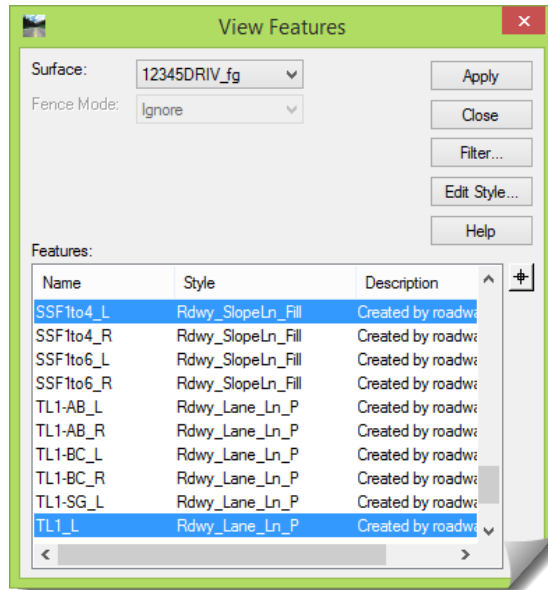 View Features
Surface: 12345DRIV_fg Apply
Fence Mode: Ignore Close
Filter...
Edit Style...
Help
Features:
Name Style Description
SSF1to4_L Rdwy_SlopeLn_Fill Created by roadwa
SSF1to4_R Rdwy_SlopeLn_Fill Created by roadwa
SSF1to6_L Rdwy_SlopeLn_Fill Created by roadwa
SSF1to6_R Rdwy_SlopeLn_Fill Created by roadwa
TL1-AB_L Rdwy_Lane_Ln_P Created by roadwa
TL1-AB_R Rdwy_Lane_Ln_P Created by roadwa
TL1-BC_L Rdwy_Lane_Ln_P Created by roadwa
TL1-BC_R Rdwy_Lane_Ln_P Created by roadwa
TL1-SG_L Rdwy_Lane_Ln_P Created by roadwa
TL1_L Rdwy_Lane_Ln_P Created by roadwa